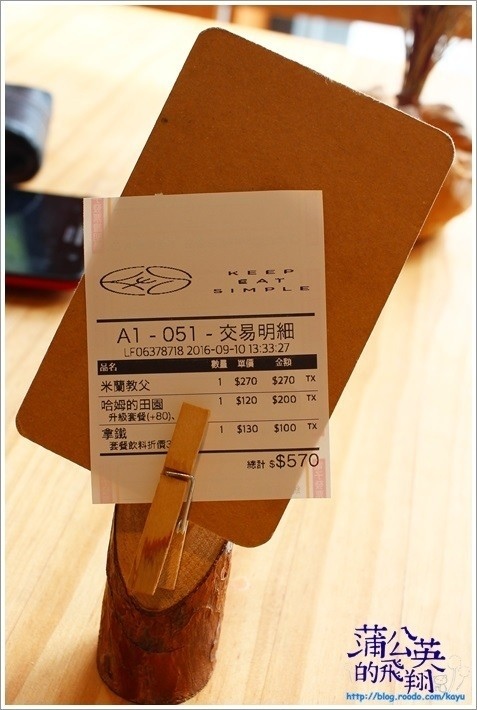 KEEP
EAT
SIMPLE
A1 - 051 - 交易明細
LF06378718 2016-09-10 13:33:27
品名 數量 單價 金額
米蘭教父 1 $270 $270 TX
哈姆的田園 1 $120 $200 TX
升級套餐(+80)、
拿鐵 1 $130 $100 TX
套餐飲料折價3
總計 $$570
蒲公英
的飛翔
http://blog.roodo.com/kayu